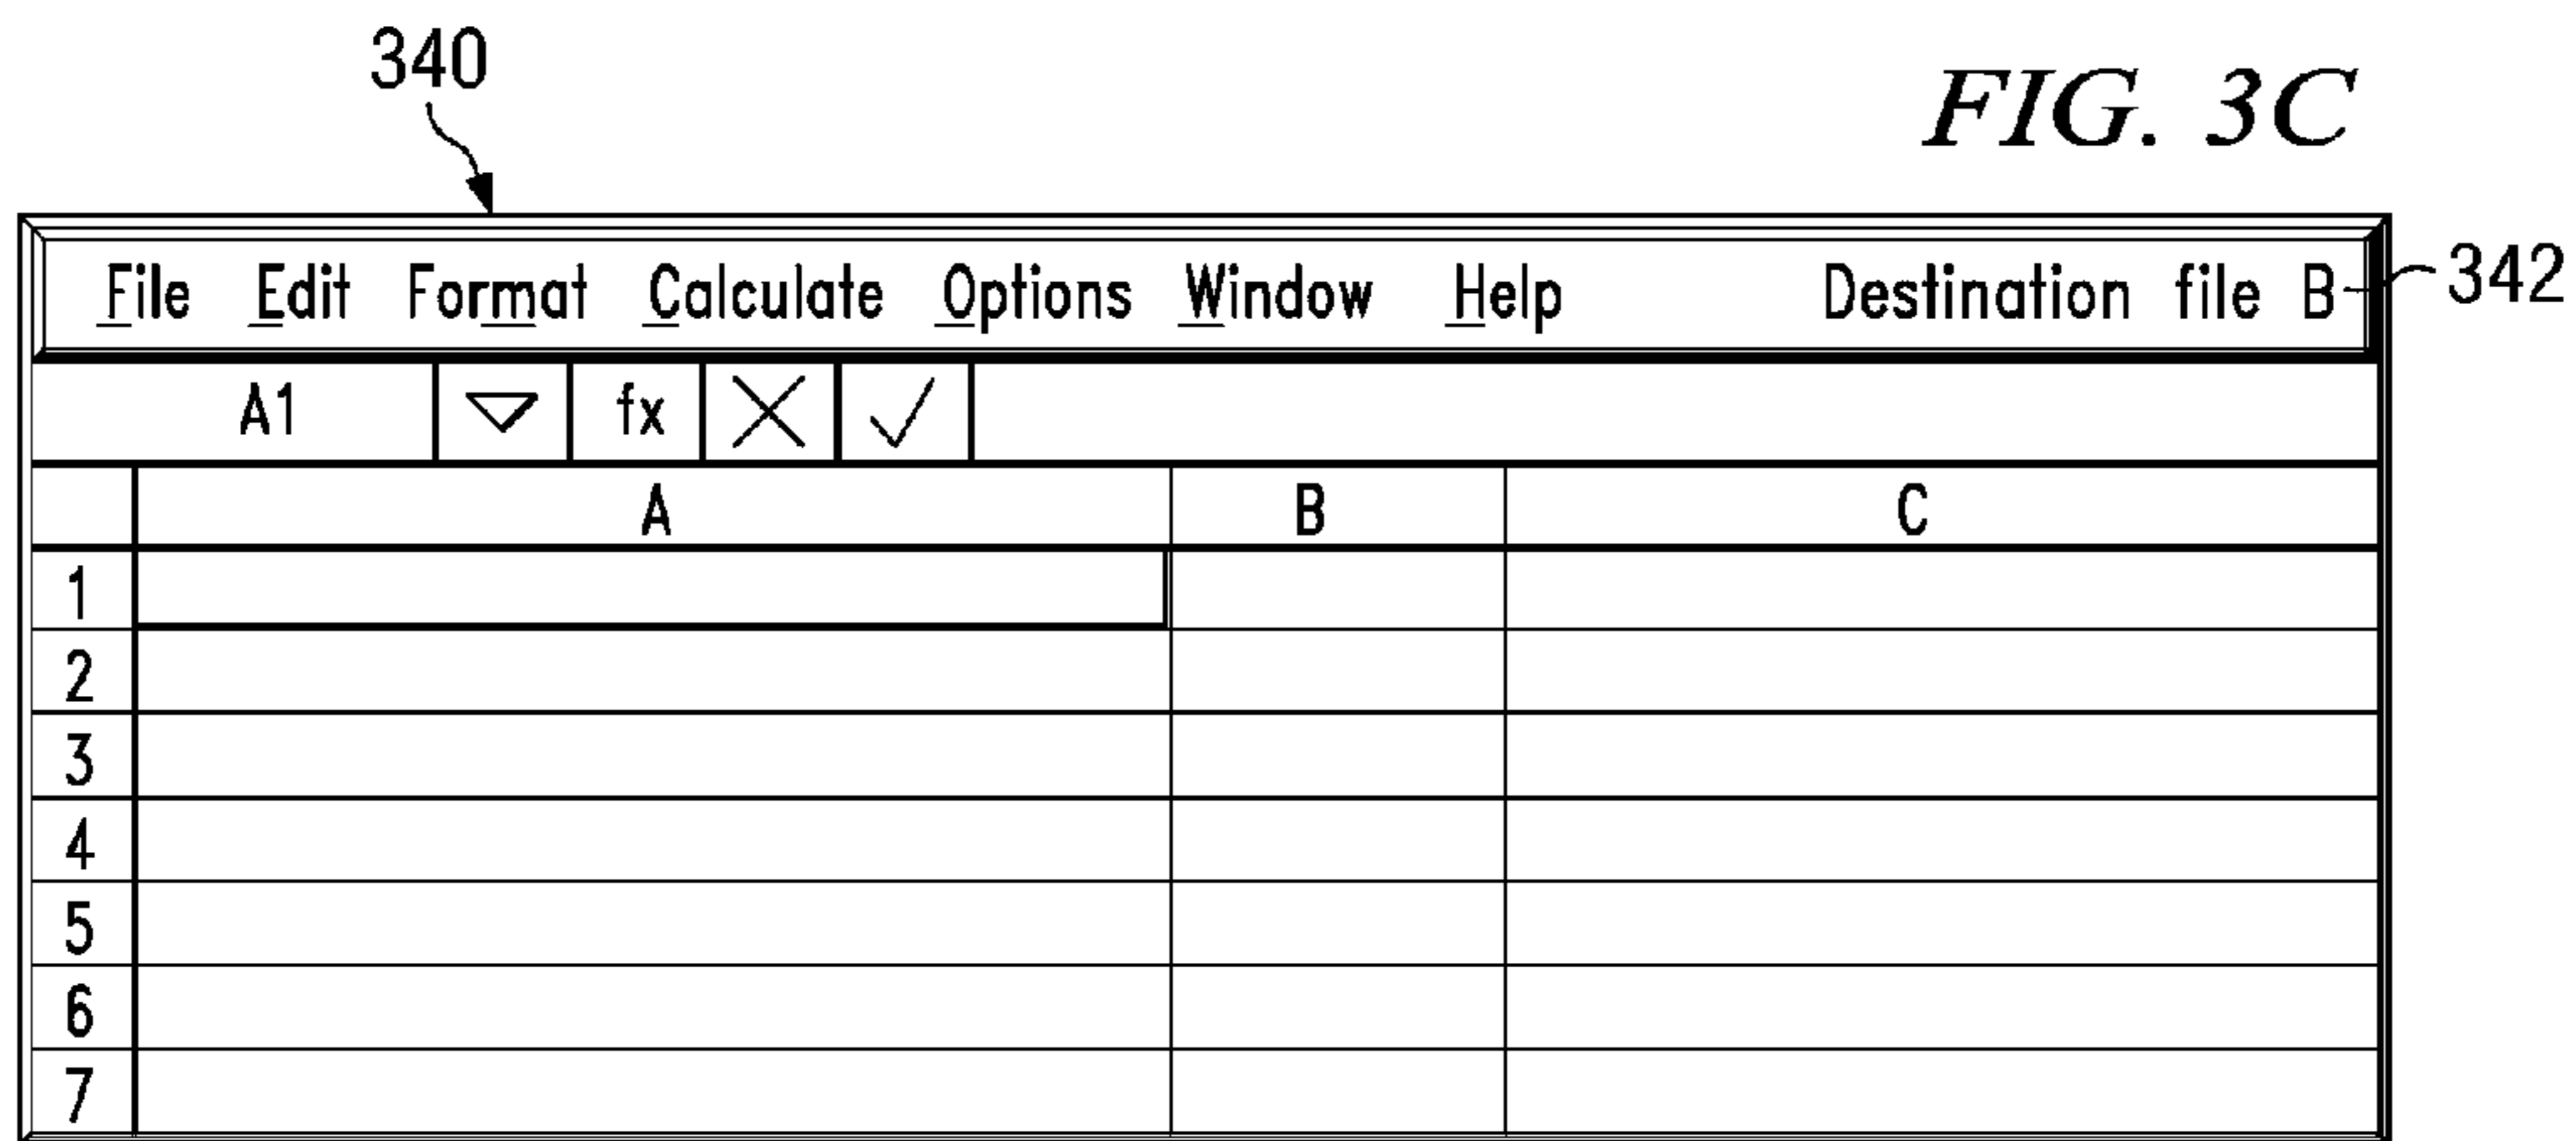 340
FIG. 3C
File Edit Format Calculate Options Window Help Destination file B 342
A1 fx
A B C
1
2
3
4
5
6
7